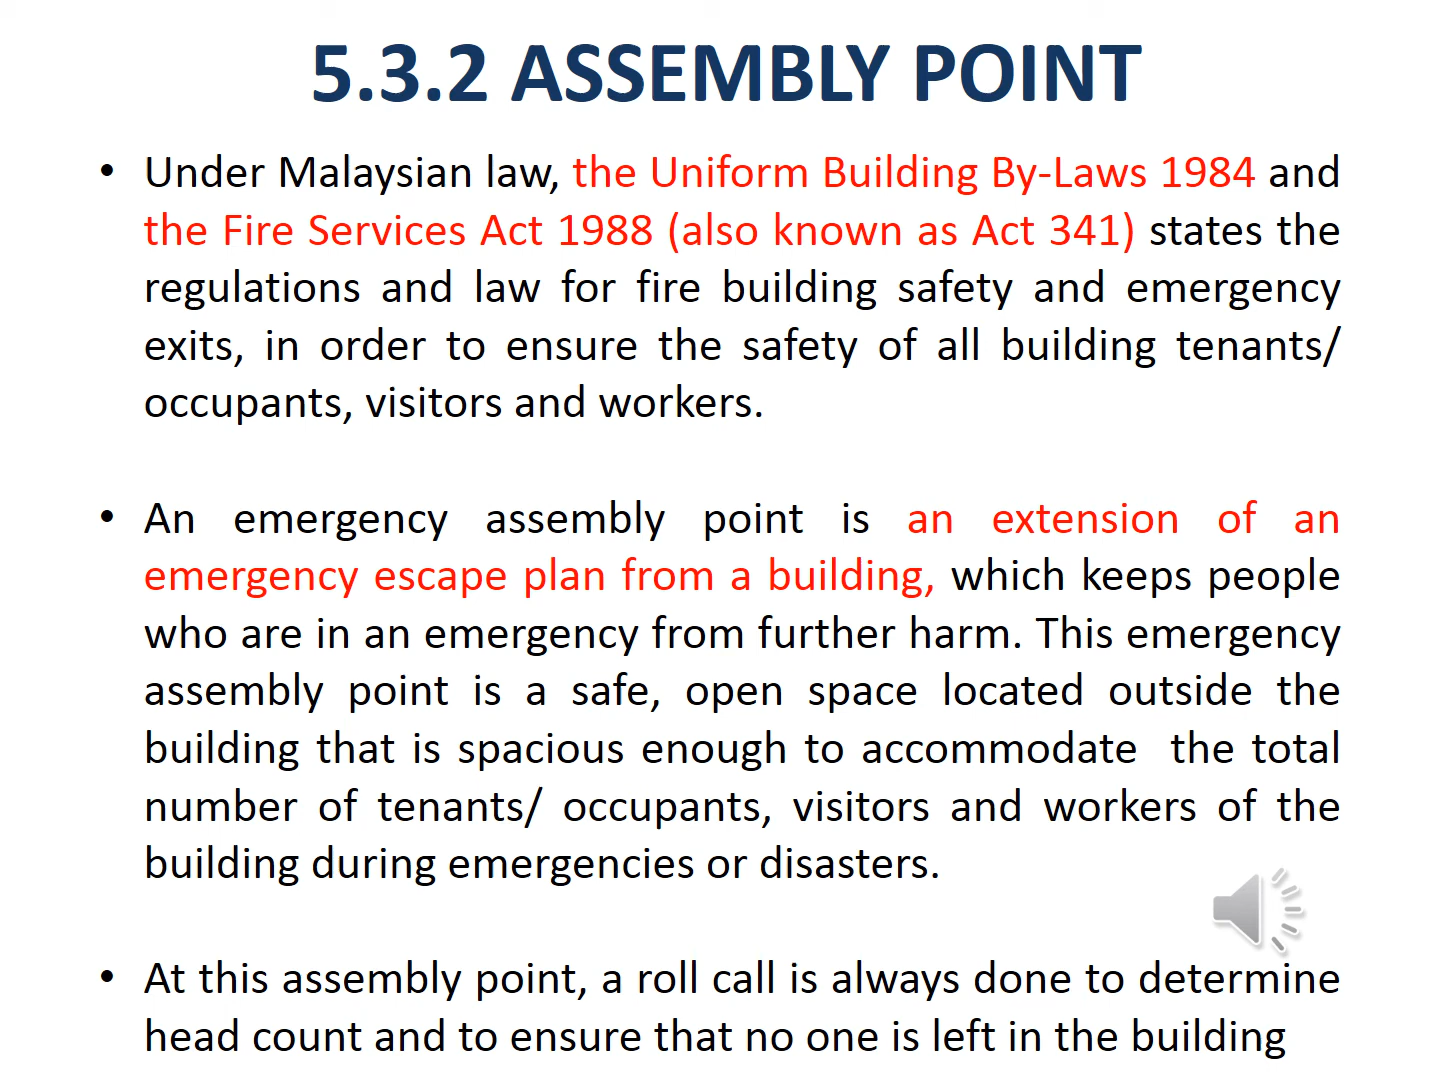 5.3.2 ASSEMBLY POINT
• Under Malaysian law, the Uniform Building By-Laws 1984 and
the Fire Services Act 1988 (also known as Act 341) states the
regulations and law for fire building safety and emergency
exits, in order to ensure the safety of all building tenants/
occupants, visitors and workers.
• An emergency assembly point is an extension of an
emergency escape plan from a building, which keeps people
who are in an emergency from further harm. This emergency
assembly point is a safe, open space located outside the
building that is spacious enough to accommodate the total
number of tenants/ occupants, visitors and workers of the
building during emergencies or disasters.
• At this assembly point, a roll call is always done to determine
head count and to ensure that no one is left in the building